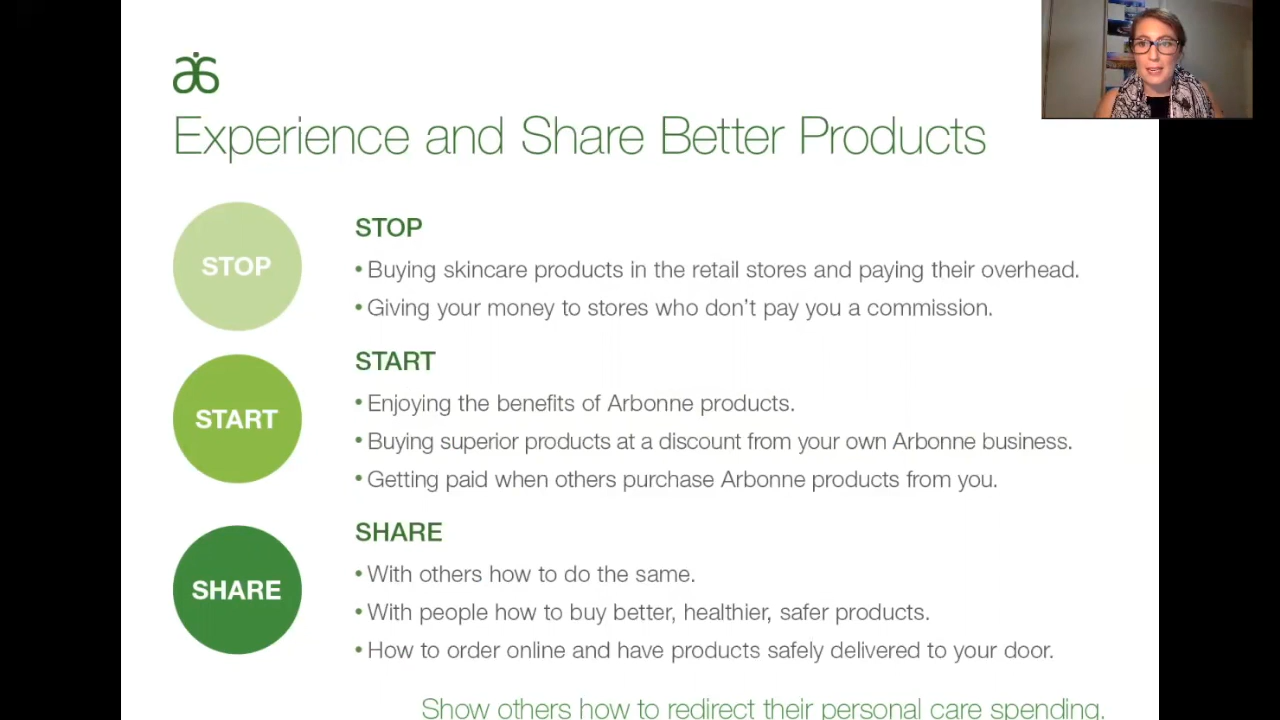 Experience and Share Better Products
STOP
STOP
• Buying skincare products in the retail stores and paying their overhead.
• Giving your money to stores who don’t pay you a commission.
START
START
• Enjoying the benefits of Arbonne products.
• Buying superior products at a discount from your own Arbonne business.
• Getting paid when others purchase Arbonne products from you.
SHARE
SHARE
• With others how to do the same.
• With people how to buy better, healthier, safer products.
• How to order online and have products safely delivered to your door.
Show others how to redirect their personal care spending.